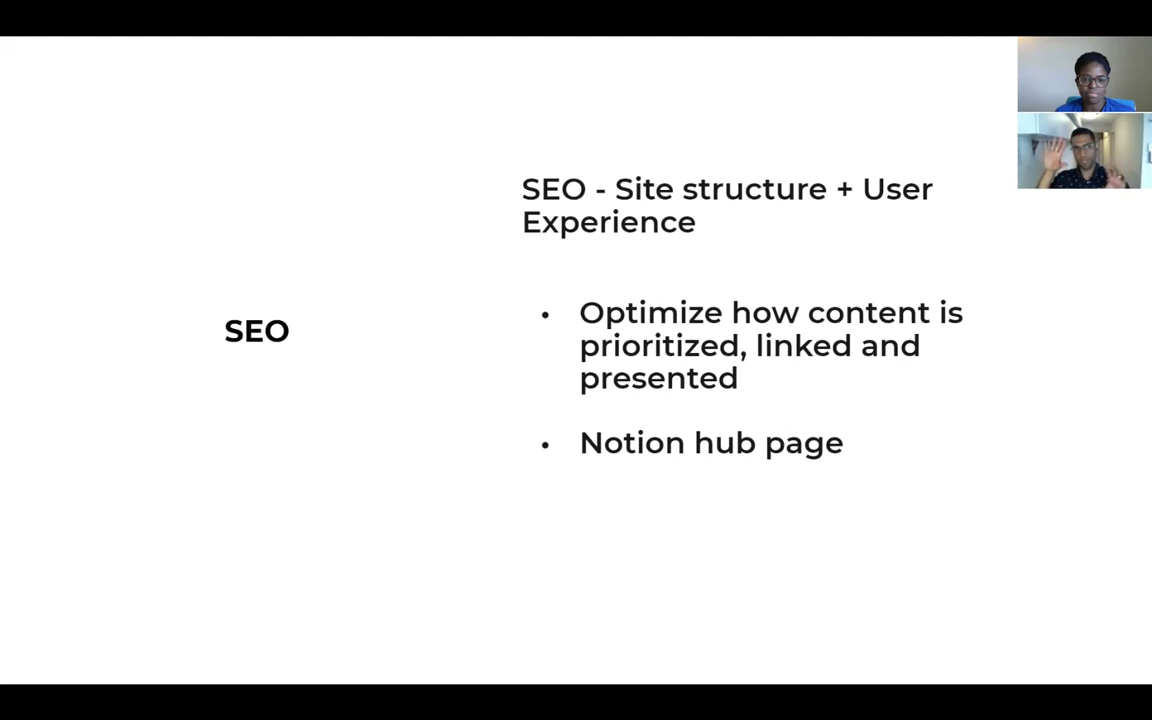 SEO
SEO - Site structure + User
Experience
• Optimize how content is
prioritized, linked and
presented
• Notion hub page